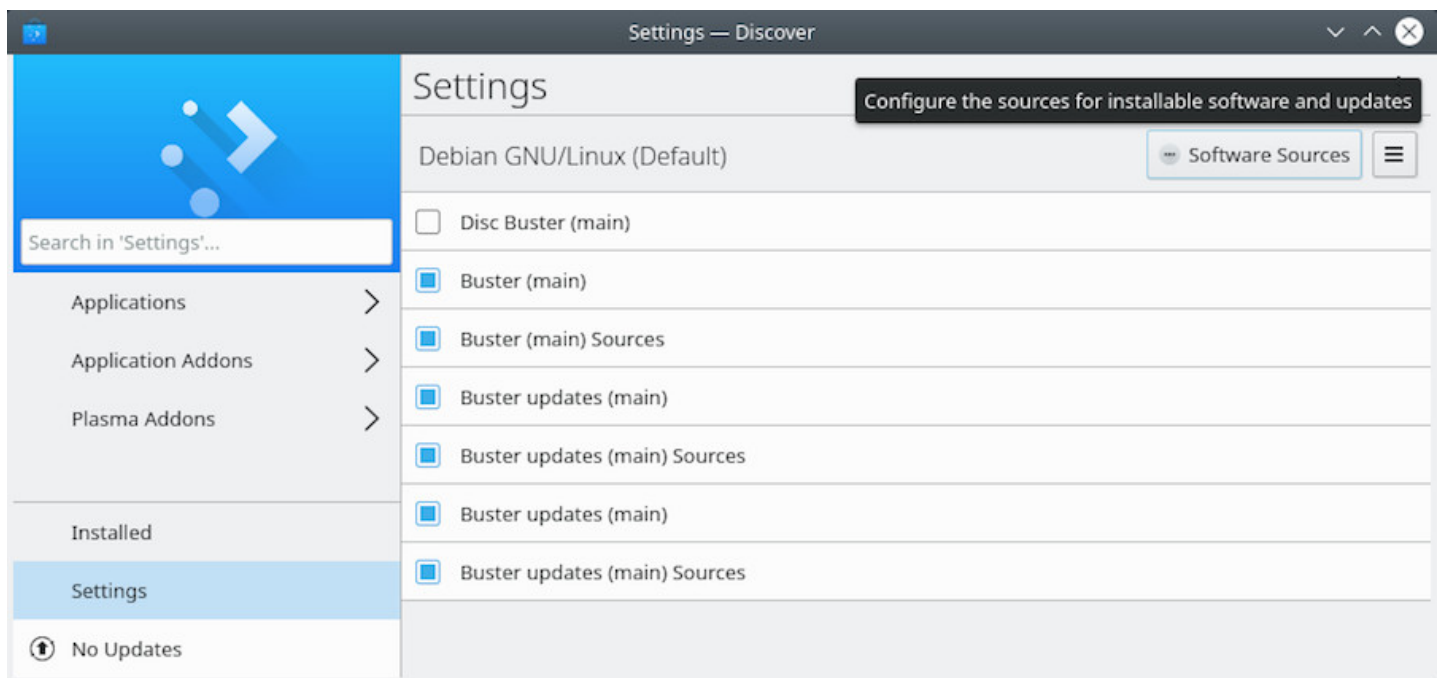 Settings — Discover
Settings
Configure the sources for installable software and updates
Debian GNU/Linux (Default)
Software Sources
Search in 'Settings'...
Applications
Application Addons
Plasma Addons
Installed
Settings
No Updates
Disc Buster (main)
Buster (main)
Buster (main) Sources
Buster updates (main)
Buster updates (main) Sources
Buster updates (main)
Buster updates (main) Sources